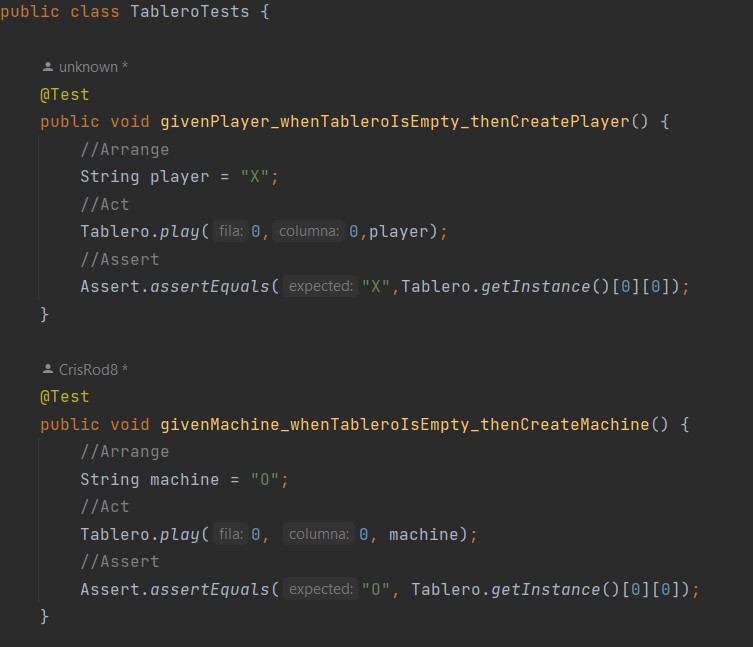 public class TableroTests {
unknown *
@Test
public void givenPlayer_whenTableroIsEmpty_thenCreatePlayer() {
//Arrange
String player = "X";
//Act
Tablero.play( fila: 0, columna: 0,player);
//Assert
Assert.assertEquals( expected: "X",Tablero.getInstance()[0][0]);
}
CrisRod8 *
@Test
public void givenMachine_whenTableroIsEmpty_thenCreateMachine() {
//Arrange
String machine = "O";
//Act
Tablero.play( fila: 0, columna: 0, machine);
//Assert
Assert.assertEquals( expected: "O", Tablero.getInstance()[0][0]);
}